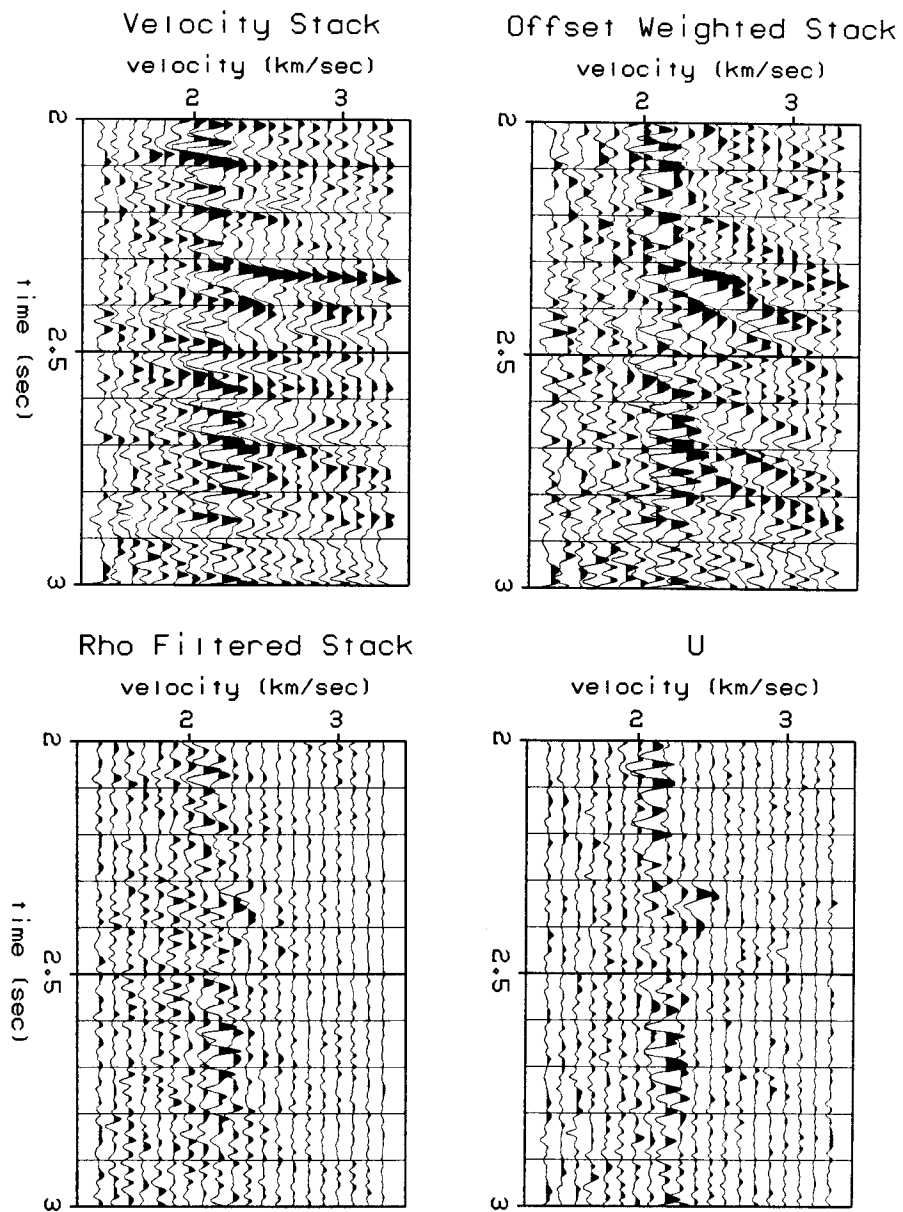 Velocity Stack
velocity (km/sec)
2 3
2
2.5
3
time (sec)
Offset Weighted Stack
velocity (km/sec)
2 3
2
2.5
3
Rho Filtered Stack
velocity (km/sec)
2 3
2
2.5
3
time (sec)
U
velocity (km/sec)
2 3
2
2.5
3